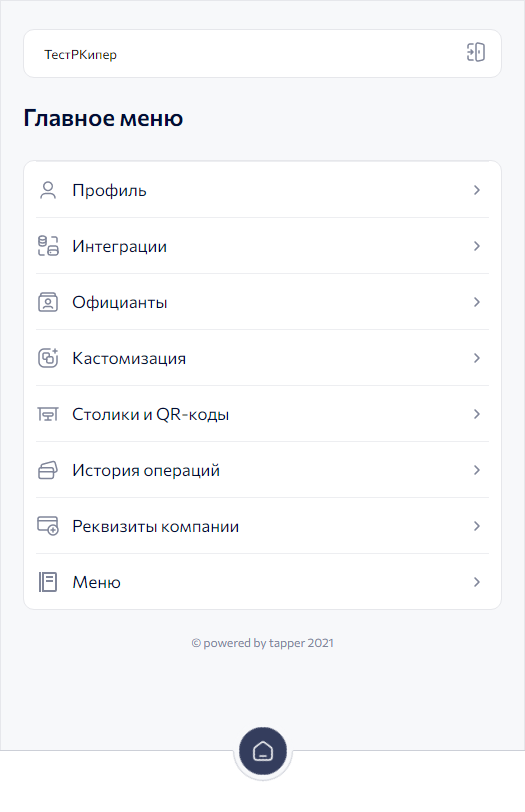 ТестРКипер
Главное меню
Профиль
Интеграции
Официанты
Кастомизация
Столики и QR-коды
История операций
Реквизиты компании
Меню
© powered by tapper 2021